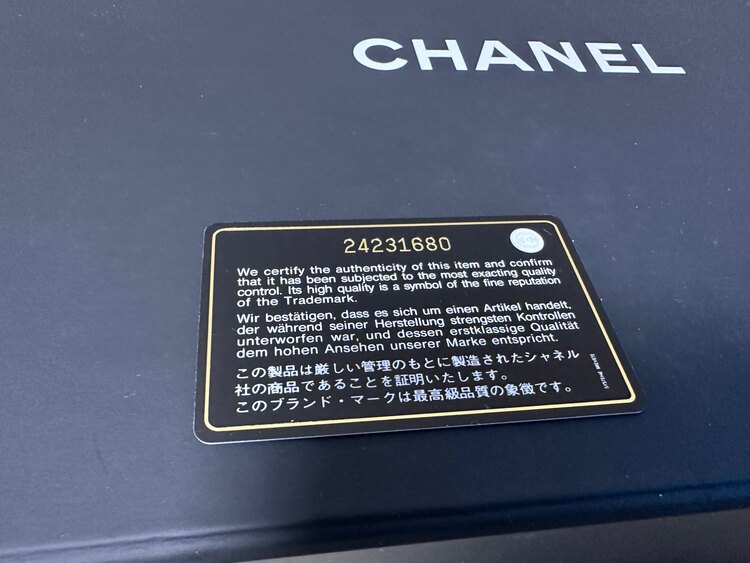 CHANEL
24231680
We certify the authenticity of this item and confirm
that it has been subjected to the most exacting quality
control. Its high quality is a symbol of the fine reputation
of the Trademark.
Wir bestätigen, dass es sich um einen Artikel handelt,
der während seiner Herstellung strengsten Kontrollen
unterworfen war, und dessen erstklassige Qualität
dem hohen Ansehen unserer Marke entspricht.
この製品は厳しい管理のもとに製造されたシャネル
社の商品であることを証明いたします。
このブランド・マークは最高級品質の象徴です。